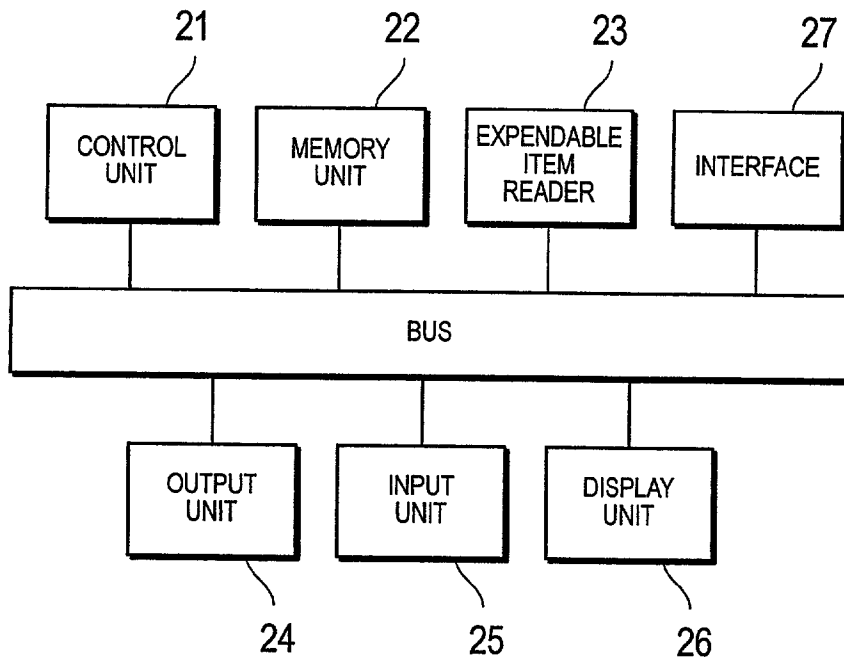 21
22
23
27
CONTROL
UNIT
MEMORY
UNIT
EXPENDABLE
ITEM
READER
INTERFACE
BUS
OUTPUT
UNIT
INPUT
UNIT
DISPLAY
UNIT
24
25
26